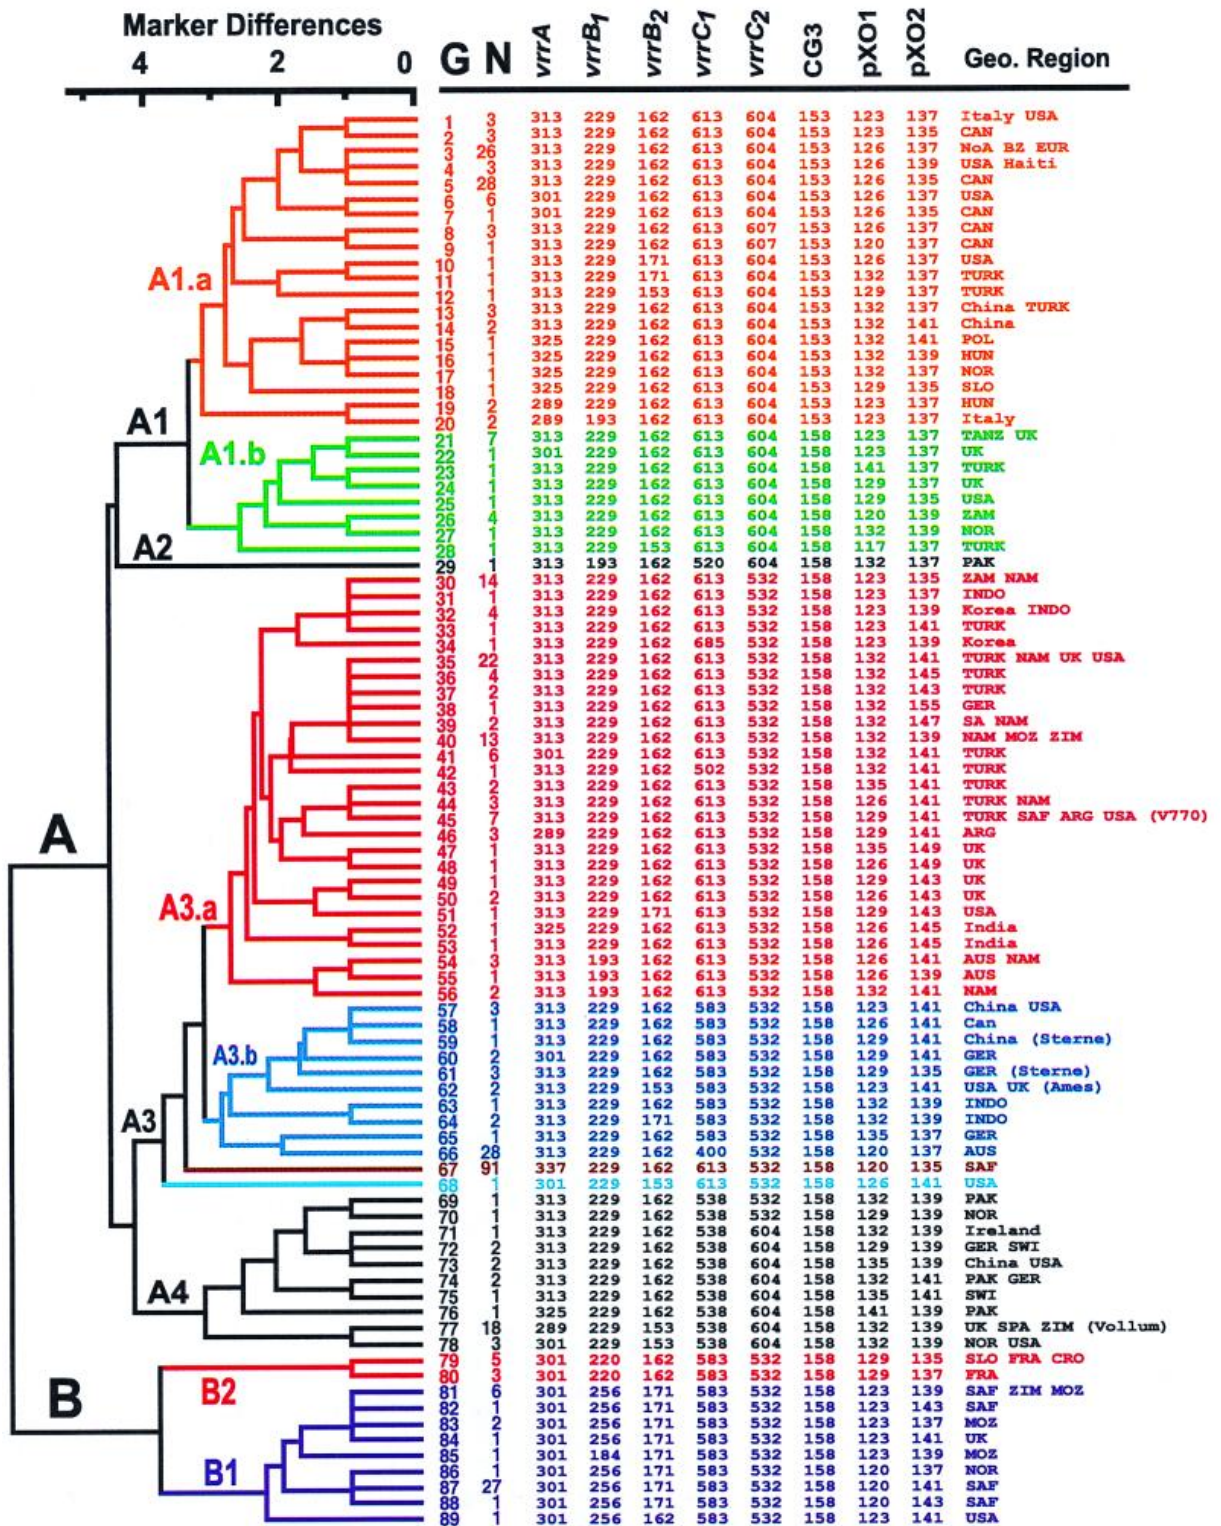 Marker Differences
4 2 0
G N vrrA vrrB1 vrrB2 vrrC1 vrrC2 CG3 pXO1 pXO2 Geo. Region
1 3 313 229 162 613 604 153 123 137 Italy USA
2 3 313 229 162 613 604 153 123 135 CAN
3 26 313 229 162 613 604 153 126 137 NoA BZ EUR
4 3 313 229 162 613 604 153 126 139 USA Haiti
5 28 313 229 162 613 604 153 126 135 CAN
6 6 301 229 162 613 604 153 126 137 USA
7 1 301 229 162 613 604 153 126 135 CAN
8 3 313 229 162 613 607 153 126 137 CAN
9 1 313 229 162 613 607 153 120 137 CAN
10 1 313 229 171 613 604 153 126 137 USA
A1.a
11 1 313 229 171 613 604 153 132 137 TURK
12 1 313 229 153 613 604 153 129 137 TURK
13 3 313 229 162 613 604 153 132 137 China TURK
14 2 313 229 162 613 604 153 132 141 China
15 1 325 229 162 613 604 153 132 141 POL
16 1 325 229 162 613 604 153 132 139 HUN
17 1 325 229 162 613 604 153 132 137 NOR
18 1 325 229 162 613 604 153 129 135 SLO
19 2 289 229 162 613 604 153 123 137 HUN
20 2 289 193 162 613 604 153 123 137 Italy
A1
21 7 313 229 162 613 604 158 123 137 TANZ UK
22 1 301 229 162 613 604 158 123 137 UK
A1.b
23 1 313 229 162 613 604 158 141 137 TURK
24 1 313 229 162 613 604 158 129 137 UK
25 1 313 229 162 613 604 158 129 135 USA
26 4 313 229 162 613 604 158 120 139 ZAM
27 1 313 229 162 613 604 158 132 139 NOR
28 1 313 229 153 613 604 158 117 137 TURK
A2
29 1 313 193 162 520 604 158 132 137 PAK
30 14 313 229 162 613 532 158 123 135 ZAM NAM
31 1 313 229 162 613 532 158 123 137 INDO
32 4 313 229 162 613 532 158 123 139 Korea INDO
33 1 313 229 162 613 532 158 123 141 TURK
34 1 313 229 162 685 532 158 123 139 Korea
35 22 313 229 162 613 532 158 132 141 TURK NAM UK USA
36 4 313 229 162 613 532 158 132 145 TURK
37 2 313 229 162 613 532 158 132 143 TURK
38 1 313 229 162 613 532 158 132 155 GER
39 2 313 229 162 613 532 158 132 147 SA NAM
40 13 313 229 162 613 532 158 132 139 NAM MOZ ZIM
41 6 301 229 162 613 532 158 132 141 TURK
42 1 313 229 162 502 532 158 132 141 TURK
43 2 313 229 162 613 532 158 135 141 TURK
44 3 313 229 162 613 532 158 126 141 TURK NAM
45 7 313 229 162 613 532 158 129 141 TURK SAF ARG USA (V770)
A
46 3 289 229 162 613 532 158 129 141 ARG
47 1 313 229 162 613 532 158 135 149 UK
48 1 313 229 162 613 532 158 126 149 UK
49 1 313 229 162 613 532 158 129 143 UK
50 2 313 229 162 613 532 158 126 143 UK
A3.a
51 1 313 229 171 613 532 158 129 143 USA
52 1 325 229 162 613 532 158 126 145 India
53 1 313 229 162 613 532 158 126 145 India
54 3 313 193 162 613 532 158 126 141 AUS NAM
55 1 313 193 162 613 532 158 126 139 AUS
56 2 313 193 162 613 532 158 132 141 NAM
57 3 313 229 162 583 532 158 123 141 China USA
58 1 313 229 162 583 532 158 126 141 Can
59 1 313 229 162 583 532 158 129 141 China (Sterne)
A3.b
60 2 301 229 162 583 532 158 129 141 GER
61 3 313 229 162 583 532 158 129 135 GER (Sterne)
62 2 313 229 153 583 532 158 123 141 USA UK (Ames)
63 1 313 229 162 583 532 158 132 139 INDO
A3
64 2 313 229 171 583 532 158 132 139 INDO
65 1 313 229 162 583 532 158 135 137 GER
66 28 313 229 162 400 532 158 120 137 AUS
67 91 337 229 162 613 532 158 120 135 SAF
68 1 301 229 153 613 532 158 126 141 USA
69 1 313 229 162 538 532 158 132 139 PAK
70 1 313 229 162 538 532 158 129 139 NOR
71 1 313 229 162 538 604 158 132 139 Ireland
72 2 313 229 162 538 604 158 129 139 GER SWI
73 2 313 229 162 538 604 158 135 139 China USA
74 2 313 229 162 538 604 158 132 141 PAK GER
A4
75 1 313 229 162 538 604 158 135 141 SWI
76 1 325 229 162 538 604 158 141 139 PAK
77 18 289 229 153 538 604 158 132 139 UK SPA ZIM (Vollum)
78 3 301 229 153 538 604 158 132 139 NOR USA
79 5 301 220 162 583 532 158 129 135 SLO FRA CRO
80 3 301 220 162 583 532 158 129 137 FRA
B2
B
81 6 301 256 171 583 532 158 123 139 SAF ZIM MOZ
82 1 301 256 171 583 532 158 123 143 SAF
83 2 301 256 171 583 532 158 123 137 MOZ
84 1 301 256 171 583 532 158 123 141 UK
85 1 301 184 171 583 532 158 123 139 MOZ
B1
86 1 301 256 171 583 532 158 120 137 NOR
87 27 301 256 171 583 532 158 120 141 SAF
88 1 301 256 171 583 532 158 120 143 SAF
89 1 301 256 162 583 532 158 123 141 USA